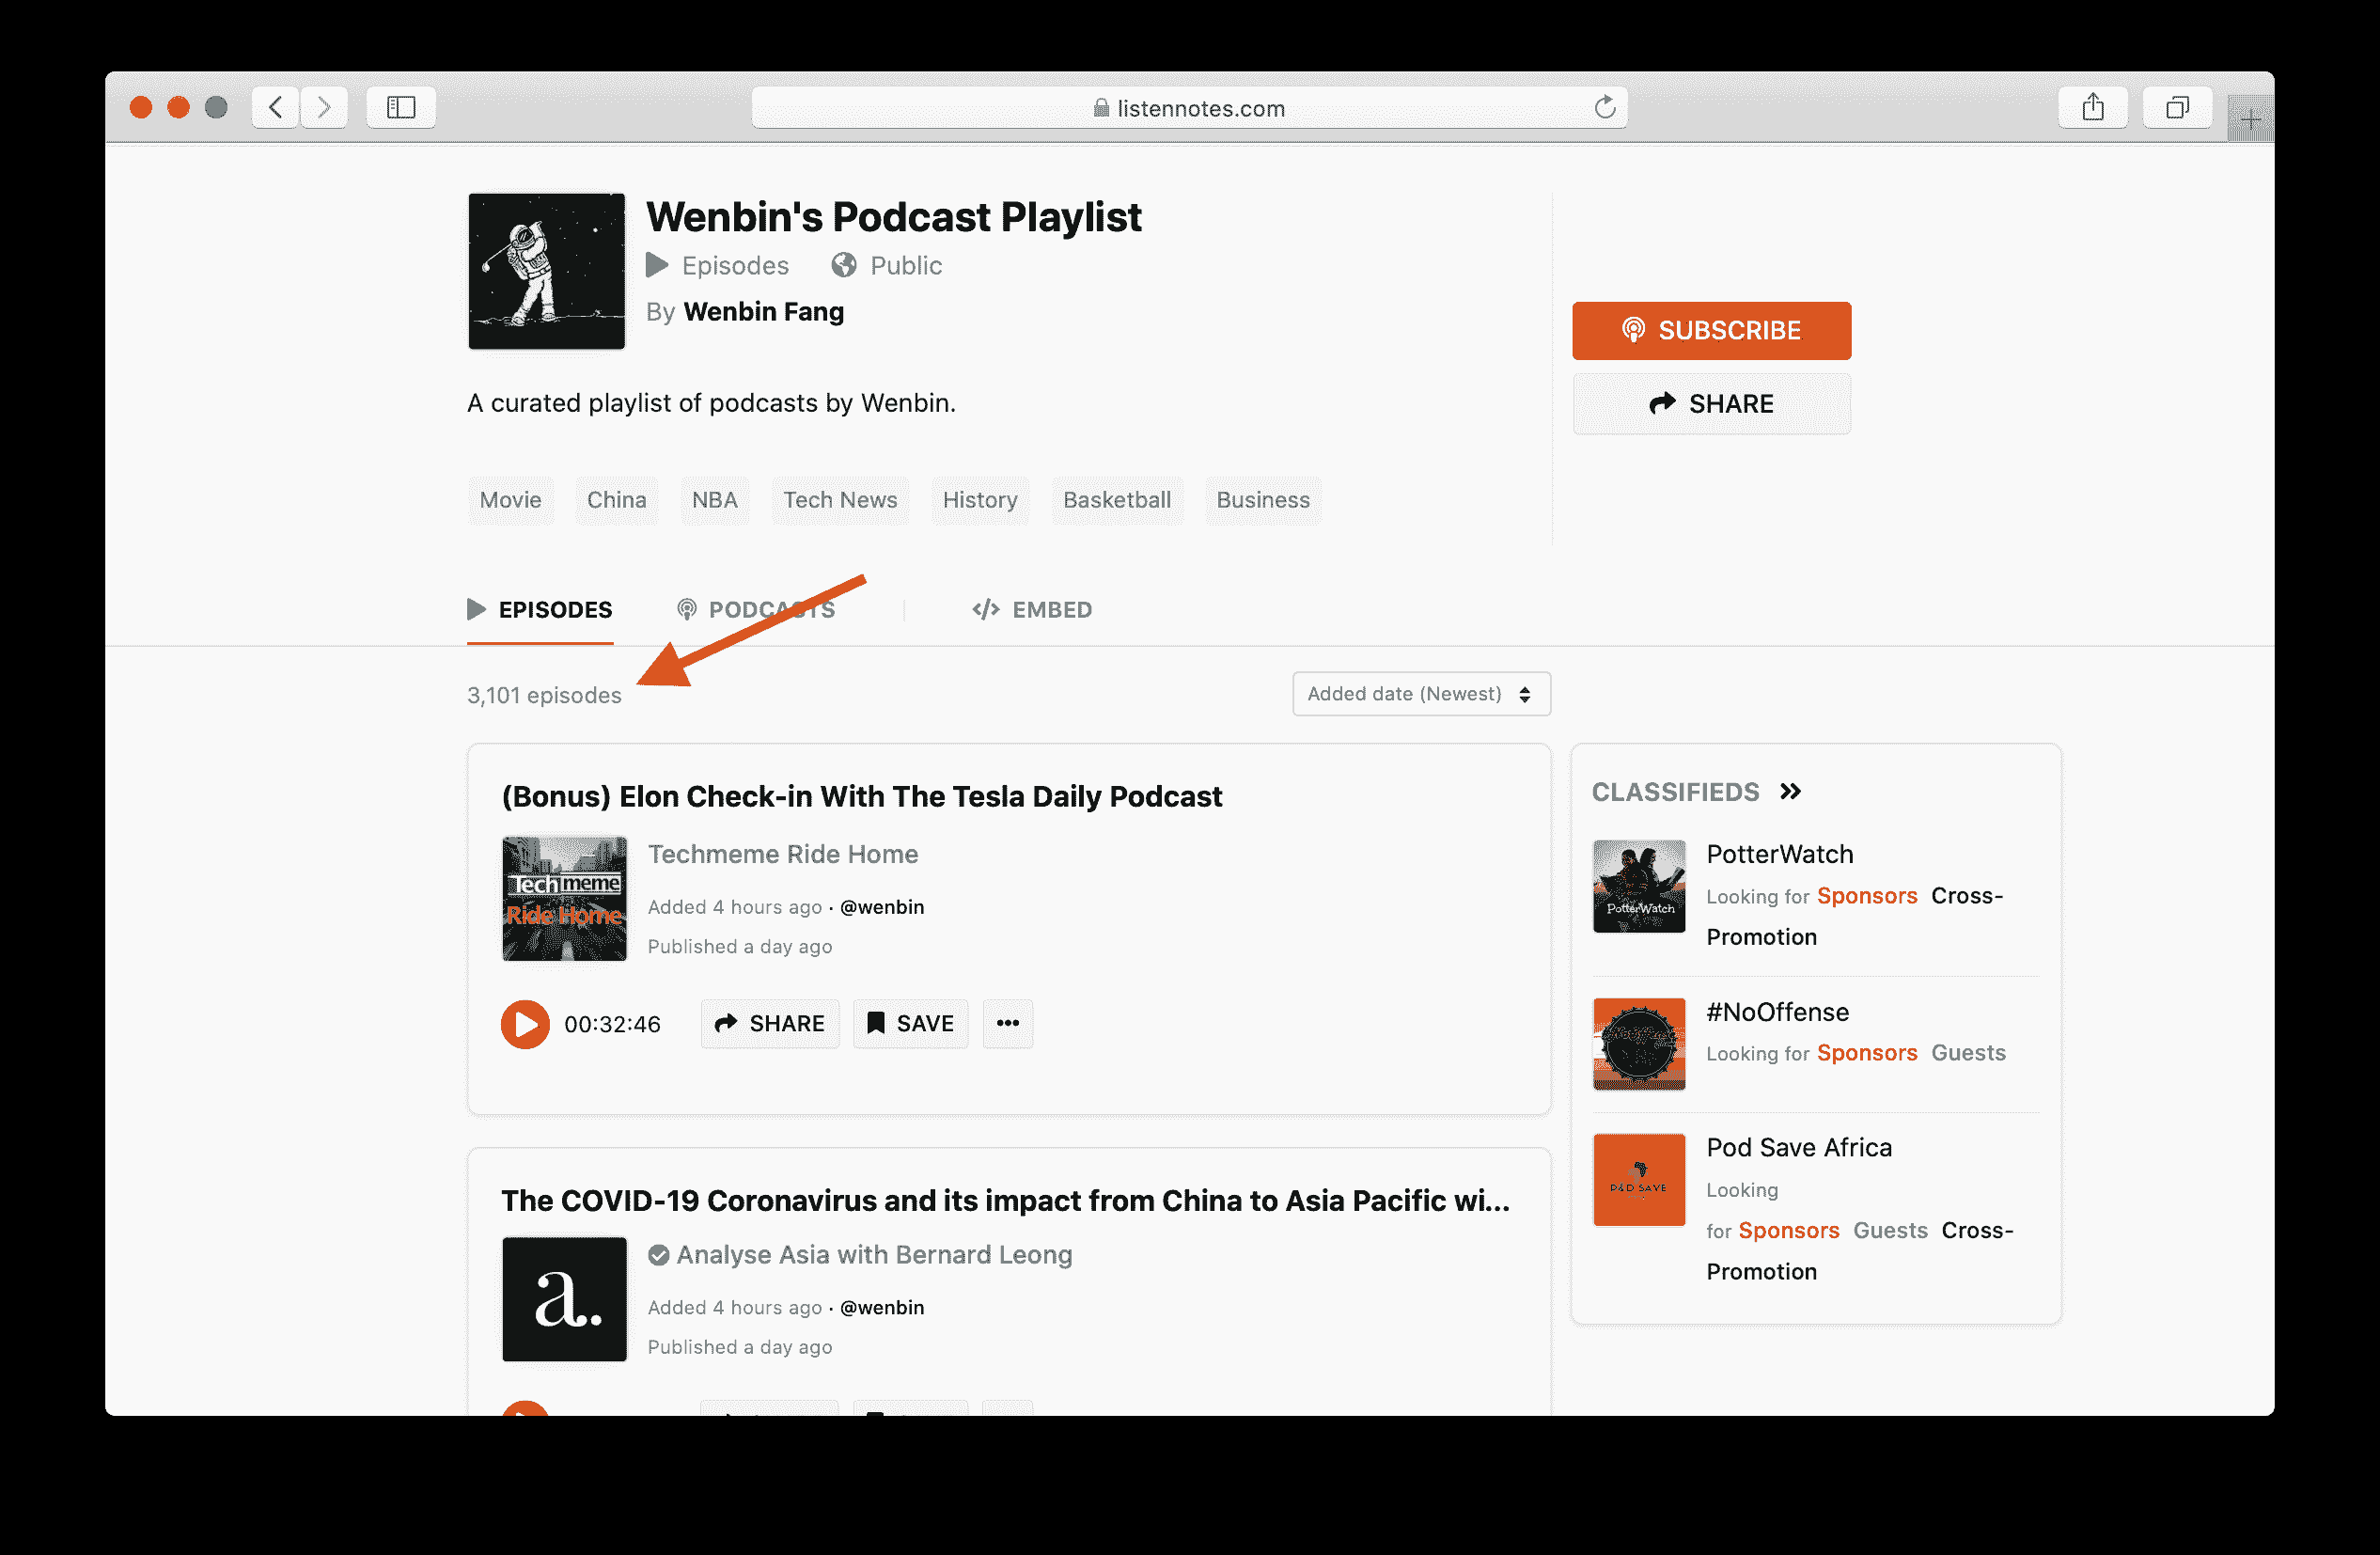 listennotes.com
Wenbin's Podcast Playlist
Episodes Public
By Wenbin Fang
SUBSCRIBE
SHARE
A curated playlist of podcasts by Wenbin.
Movie China NBA Tech News History Basketball Business
EPISODES PODCASTS EMBED
3,101 episodes
Added date (Newest)
(Bonus) Elon Check-in With The Tesla Daily Podcast
Techmeme
Ride Home
Techmeme Ride Home
Added 4 hours ago · @wenbin
Published a day ago
00:32:46 SHARE SAVE
The COVID-19 Coronavirus and its impact from China to Asia Pacific wi...
a.
Analyse Asia with Bernard Leong
Added 4 hours ago · @wenbin
Published a day ago
CLASSIFIEDS
PotterWatch
PotterWatch
Looking for Sponsors Cross-
Promotion
#NoOffense
Looking for Sponsors Guests
P4D SAVE
Pod Save Africa
Looking
for Sponsors Guests Cross-
Promotion